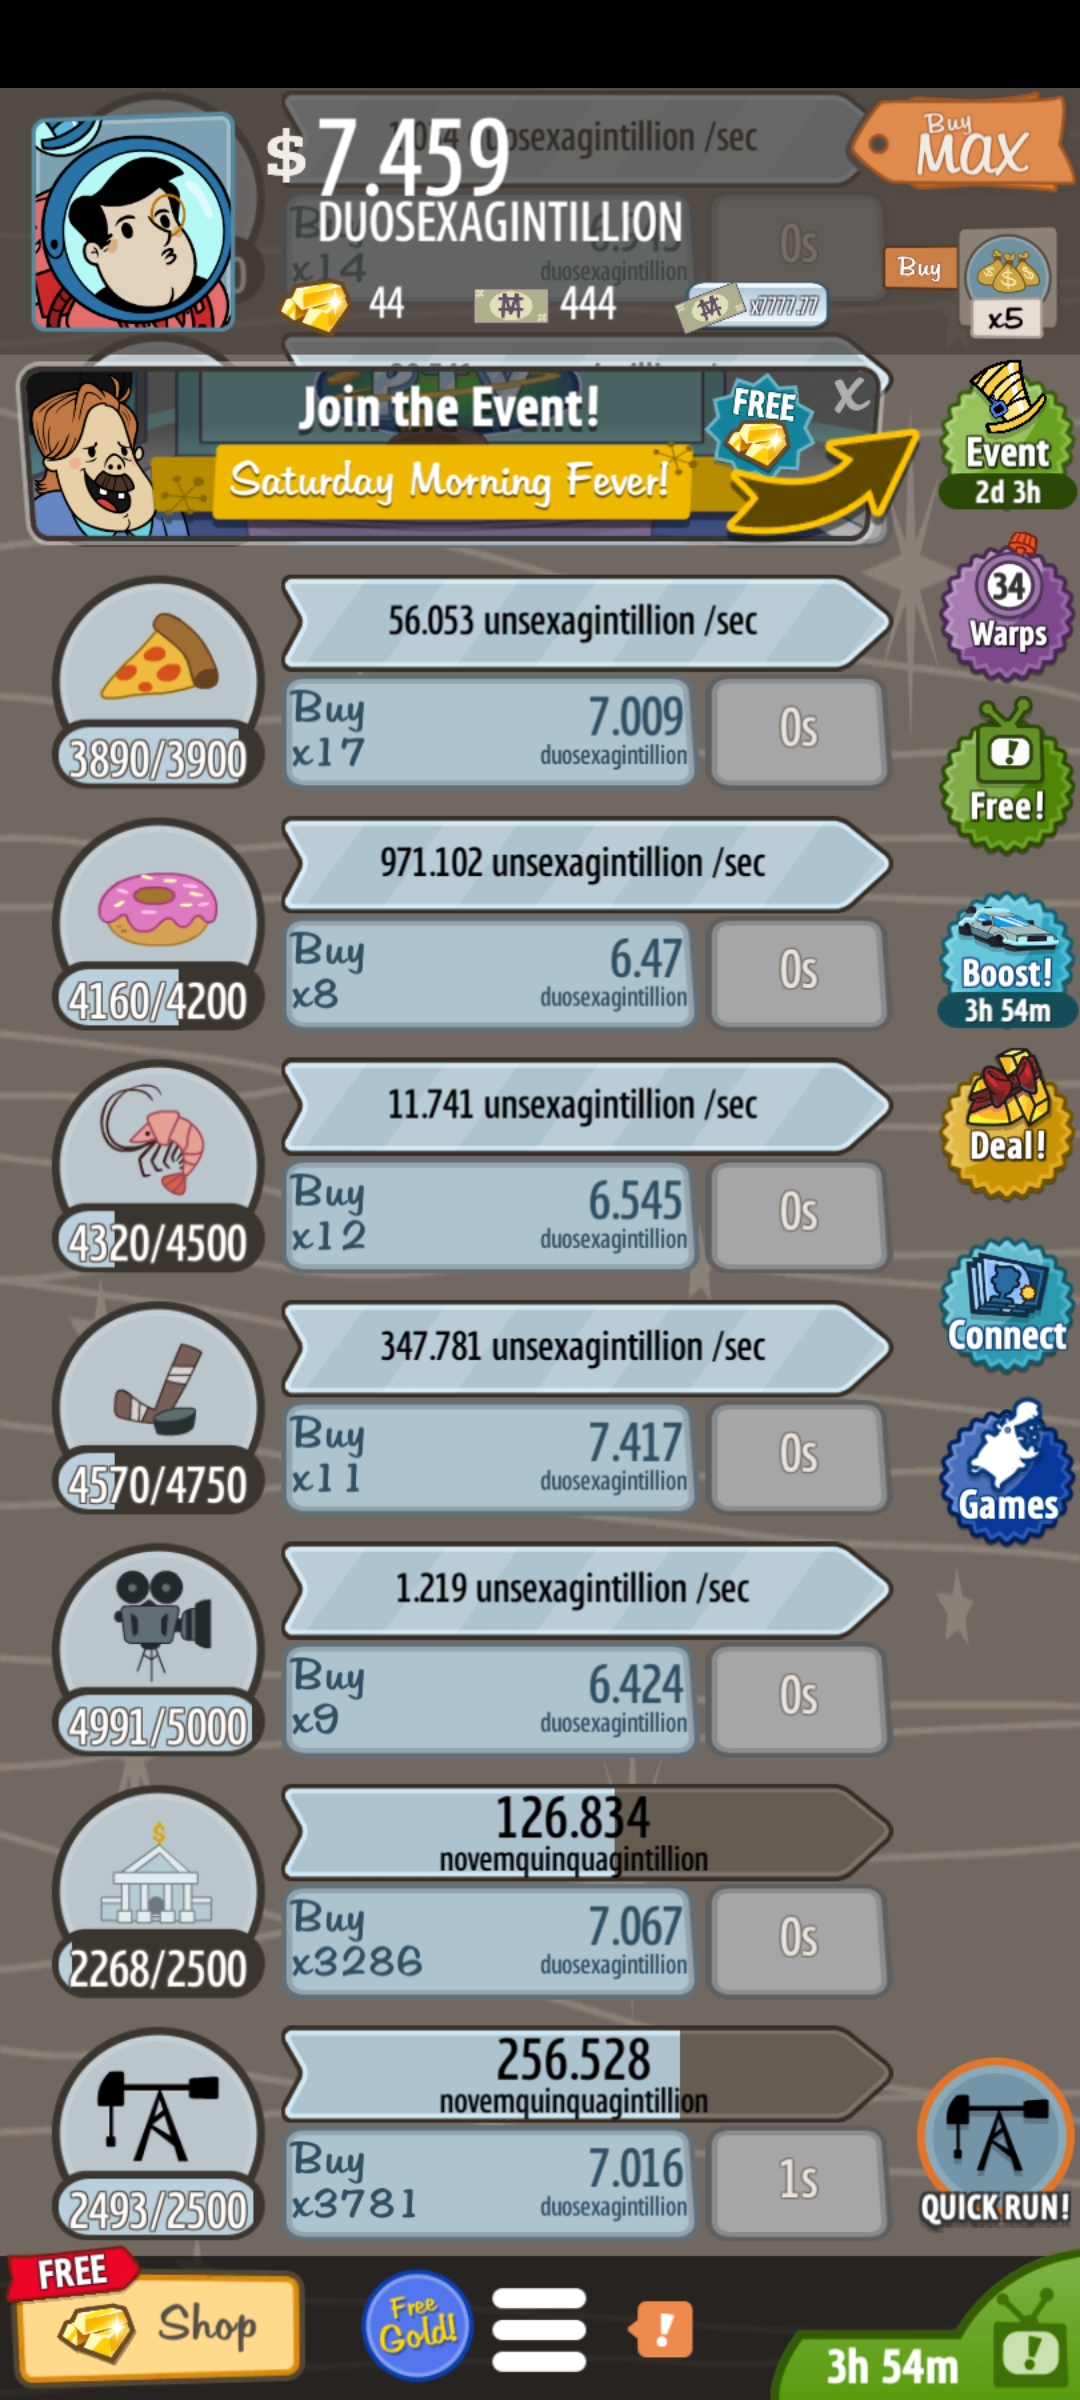 $ 7.459
DUOSEXAGINTILLION
duosexagintillion /sec
Buy
MAX
Buy
x14
duosexagintillion
0s
44
444
x7777.77
Buy
x5
Join the Event!
Saturday Morning Fever!
FREE
X
Event
2d 3h
56.053 unsexagintillion /sec
Buy
x17
7.009
duosexagintillion
0s
3890/3900
34
Warps
Free!
971.102 unsexagintillion /sec
Buy
x8
6.47
duosexagintillion
0s
4160/4200
Boost!
3h 54m
11.741 unsexagintillion /sec
Buy
x12
6.545
duosexagintillion
0s
4320/4500
Deal!
347.781 unsexagintillion /sec
Buy
x11
7.417
duosexagintillion
0s
4570/4750
Connect
Games
1.219 unsexagintillion /sec
Buy
x9
6.424
duosexagintillion
0s
4991/5000
126.834
novemquinquagintillion
Buy
x3286
7.067
duosexagintillion
0s
2268/2500
256.528
novemquinquagintillion
Buy
x3781
7.016
duosexagintillion
1s
2493/2500
QUICK RUN!
FREE
Shop
Free
Gold!
!
3h 54m
!